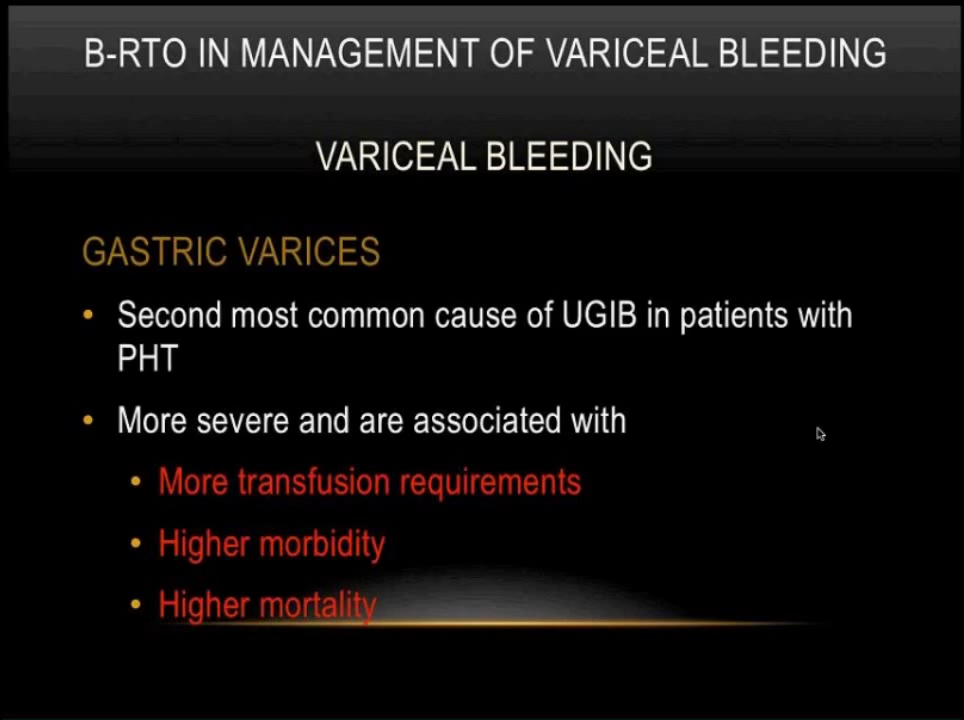 B-RTO IN MANAGEMENT OF VARICEAL BLEEDING
VARICEAL BLEEDING
GASTRIC VARICES
• Second most common cause of UGIB in patients with
PHT
• More severe and are associated with
• More transfusion requirements
• Higher morbidity
• Higher mortality